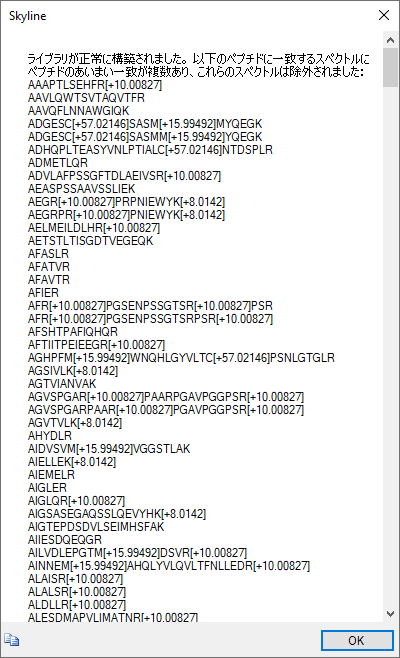 Skyline
ライブラリが正常に構築されました。以下のペプチドに一致するスペクトルに
ペプチドのあいまい一致が複数あり、これらのスペクトルは除外されました:
AAAPTLSEHFR[+10.00827]
AAVLQWTSVTAQVTFR
AAVQFLNNAWGIQK
ADGESC[+57.02146]SASM[+15.99492]MYQEGK
ADGESC[+57.02146]SASMM[+15.99492]YQEGK
ADHQPLTEASYVNLPTIALC[+57.02146]NTDSPLR
ADMETLQR
ADVLAFPSSGFTDLAEIVSR[+10.00827]
AEASPSSAAVSSLIEK
AEGR[+10.00827]PRPNIEWYK[+8.0142]
AEGRPR[+10.00827]PNIEWYK[+8.0142]
AELMEILDLHR[+10.00827]
AETSTLTISGDTVEGEQK
AFASLR
AFATVR
AFAVTR
AFIER
AFR[+10.00827]PGSENPSSGTSR[+10.00827]PSR
AFR[+10.00827]PGSENPSSGTSRPSR[+10.00827]
AFSHTPAFIQHQR
AFTIITPEIEEGR[+10.00827]
AGHPFM[+15.99492]WNQHLGYVLTC[+57.02146]PSNLGTGLR
AGSIVLK[+8.0142]
AGTVIANVAK
AGVSPGAR[+10.00827]PAARPGAVPGGPSR[+10.00827]
AGVSPGARPAAR[+10.00827]PGAVPGGPSR[+10.00827]
AGVTVLK[+8.0142]
AHYDLR
AIDVSVM[+15.99492]VGGSTLAK
AIELLEK[+8.0142]
AIEMELR
AIGLER
AIGLQR[+10.00827]
AIGSASEGAQSSLQEVYHK[+8.0142]
AIGTEPDSDVLSEIMHSFAK
AIIESDQEQGR
AILVDLEPGTM[+15.99492]DSVR[+10.00827]
AINNEM[+15.99492]AHQLYVLQVLTFNLLEDR[+10.00827]
ALAISR[+10.00827]
ALALSR[+10.00827]
ALDLLR[+10.00827]
ALESDMAPVLIMATNR[+10.00827]
OK